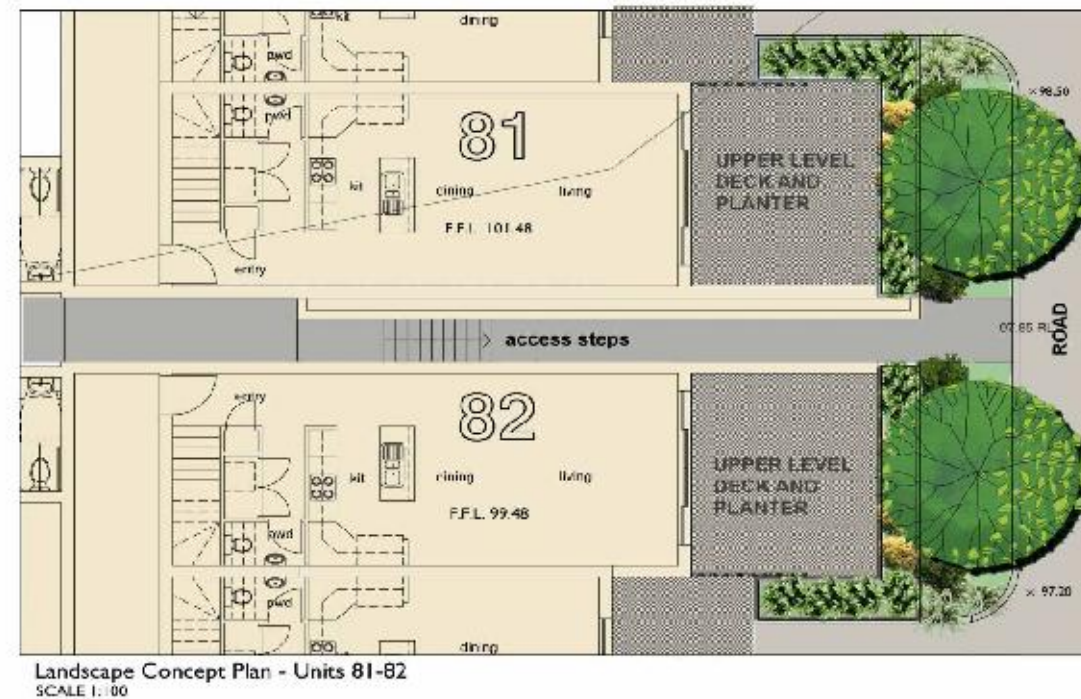 kit
dining
pwd
pwd
81
UPPER LEVEL
DECK AND
PLANTER
× 98.50
kit
dining
living
F.F.L. 101.48
entry
access steps
ROAD
entry
82
kit
dining
living
UPPER LEVEL
DECK AND
PLANTER
F.F.L. 99.48
pwd
pwd
× 97.20
dining
Landscape Concept Plan - Units 81-82
SCALE 1:100